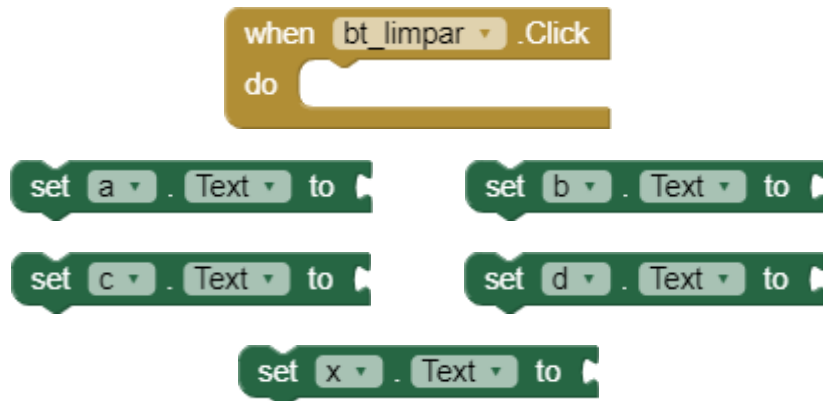 when bt_limpar .Click
do
set a . Text to
set b . Text to
set c . Text to
set d . Text to
set x . Text to